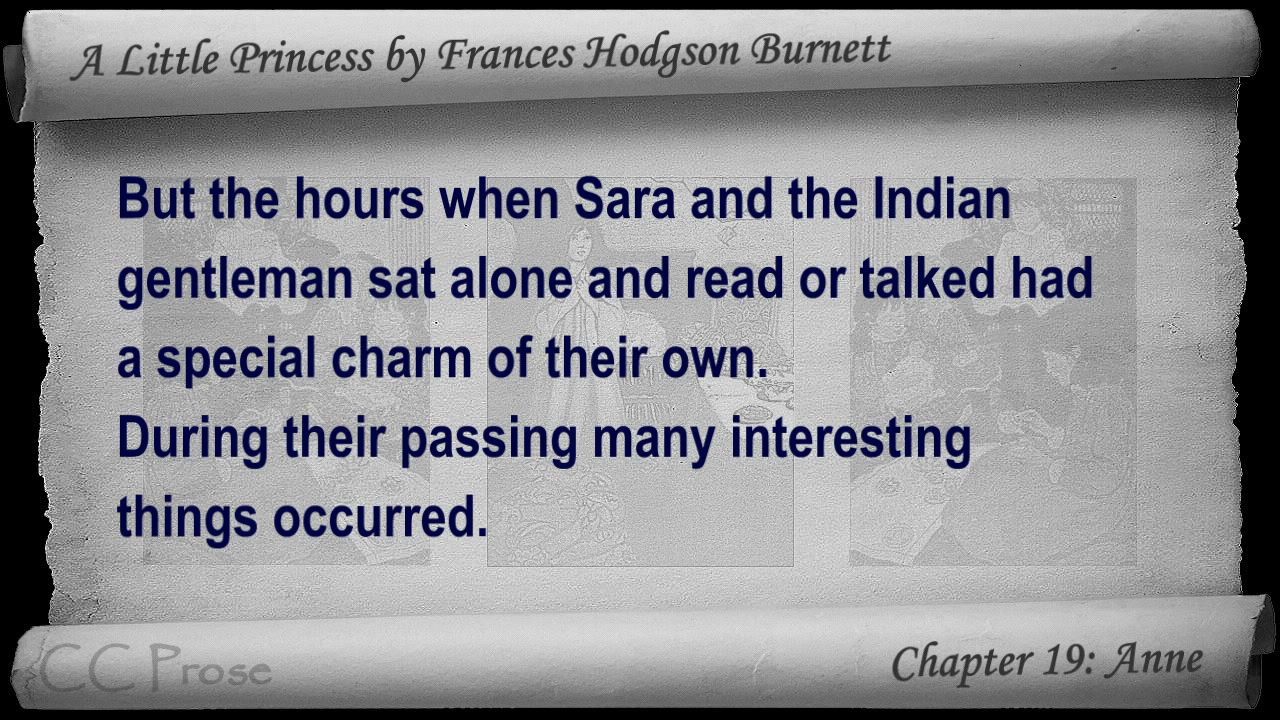 A Little Princess by Frances Hodgson Burnett
But the hours when Sara and the Indian
gentleman sat alone and read or talked had
a special charm of their own.
During their passing many interesting
things occurred.
CC Prose
Chapter 19: Anne